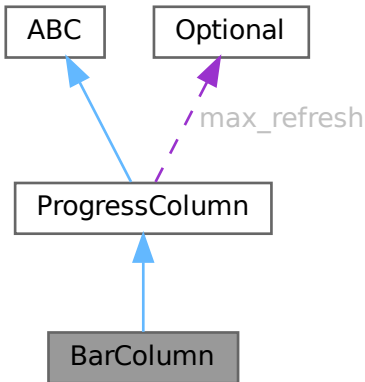 ABC
Optional
max_refresh
ProgressColumn
BarColumn